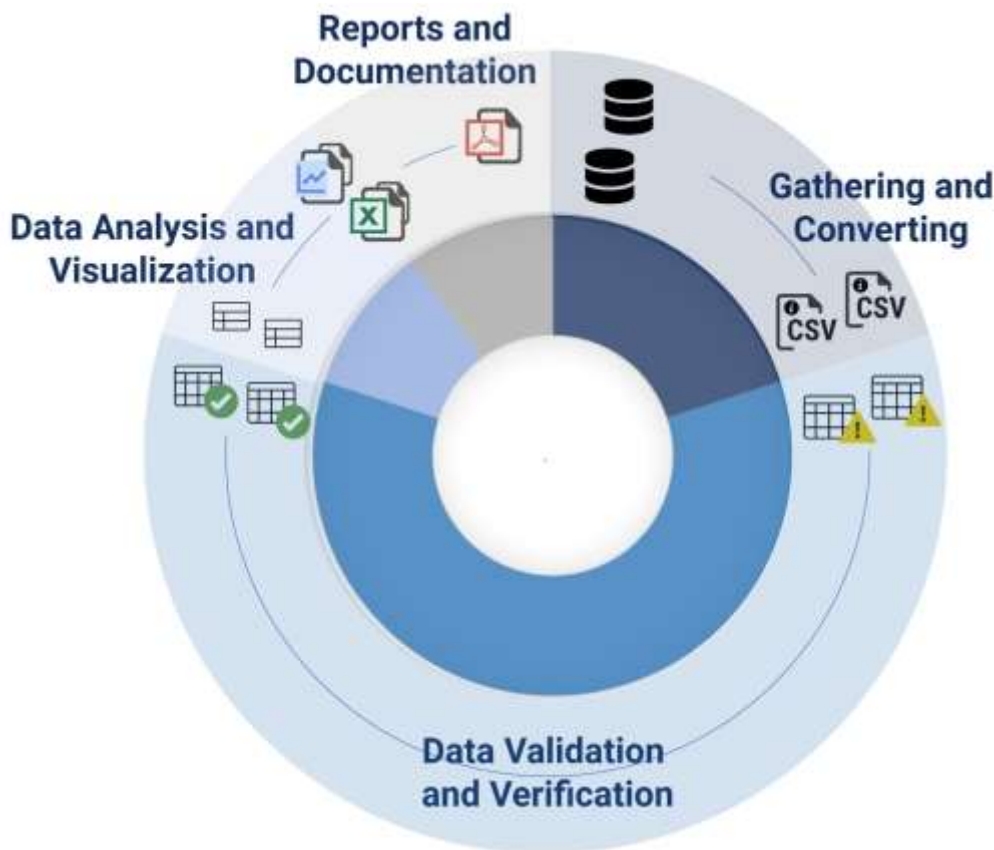 Reports and
Documentation
Gathering and
Converting
CSV
CSV
Data Analysis and
Visualization
Data Validation
and Verification